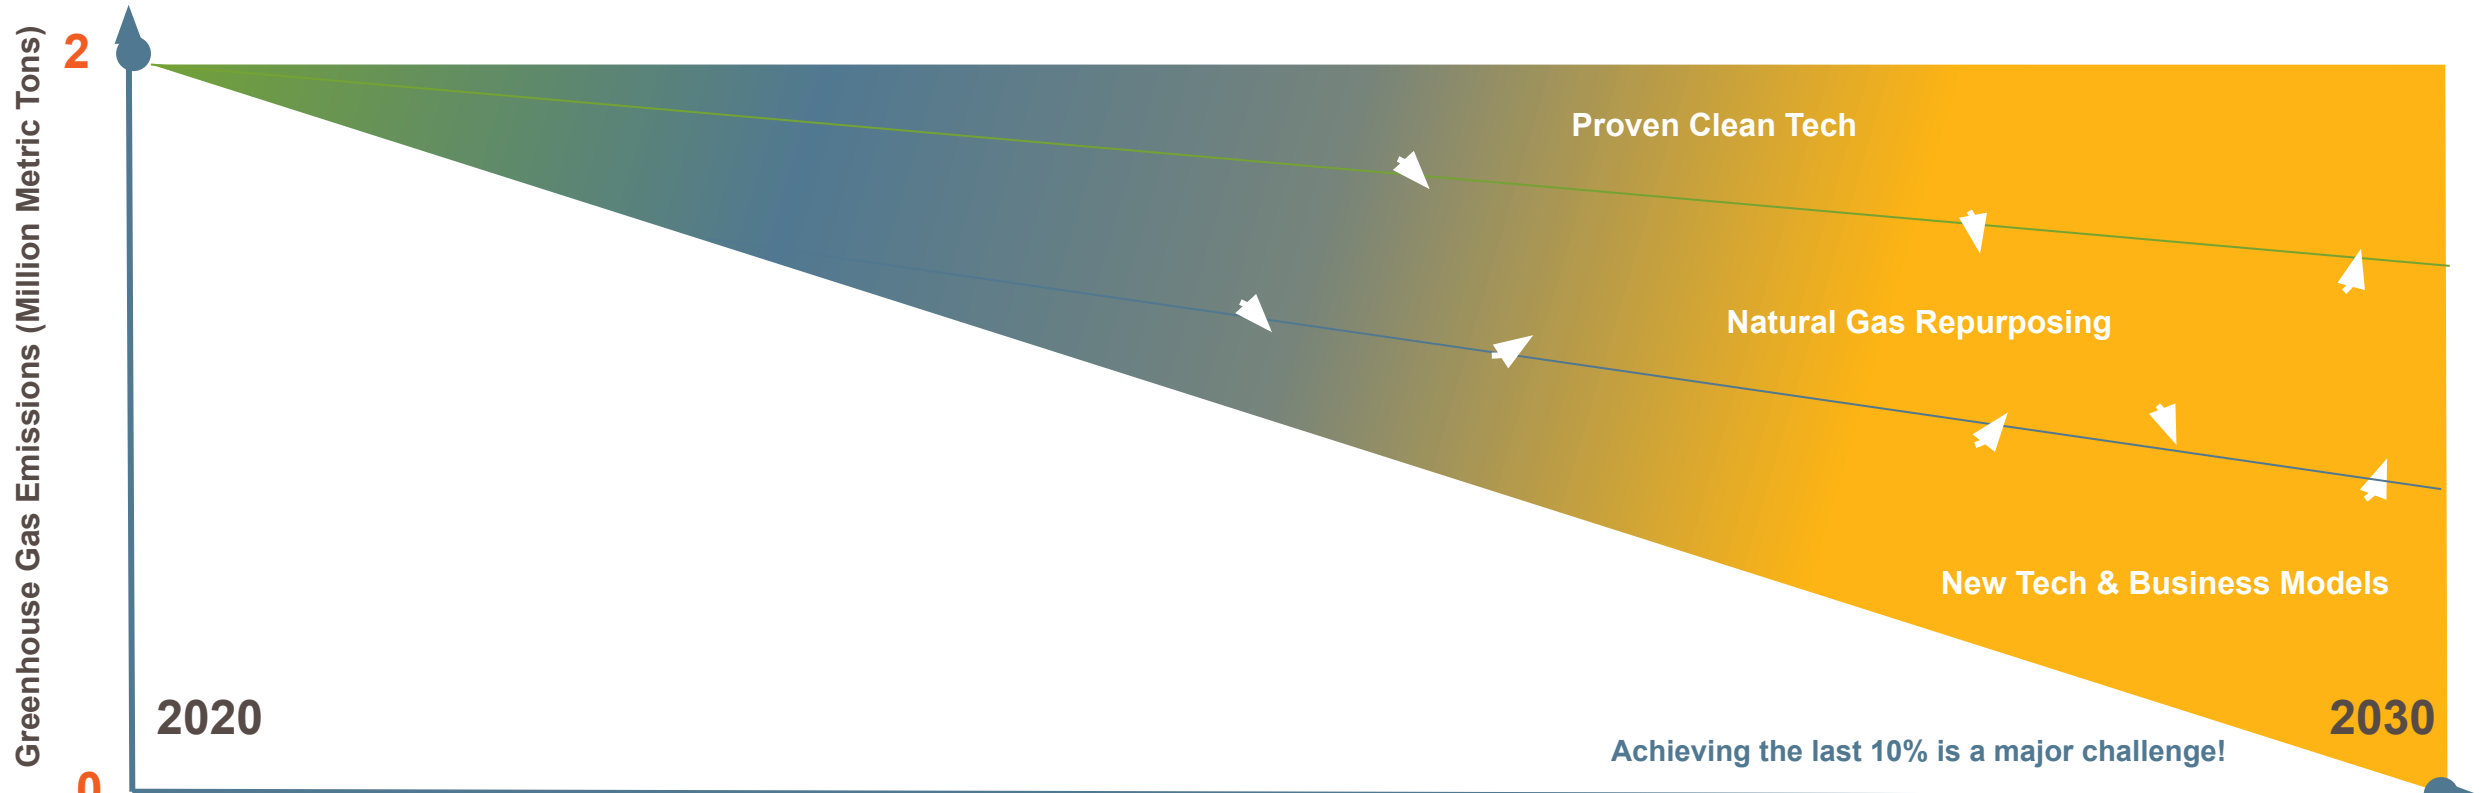 Greenhouse Gas Emissions (Million Metric Tons)
2
Proven Clean Tech
Natural Gas Repurposing
New Tech & Business Models
2020
2030
Achieving the last 10% is a major challenge!
0